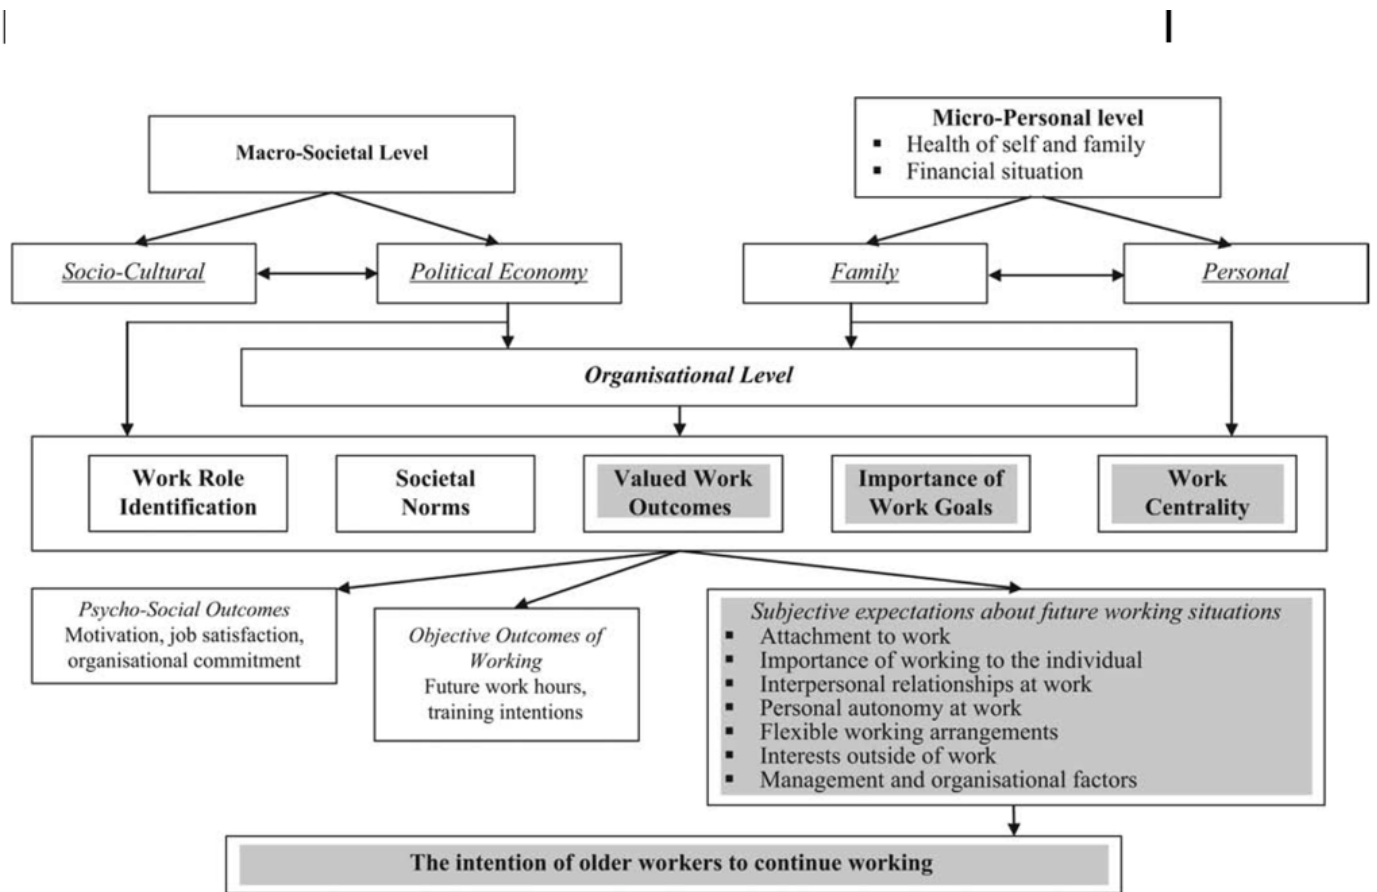 Macro-Societal Level
Micro-Personal level
▪ Health of self and family
▪ Financial situation
Socio-Cultural
Political Economy
Family
Personal
Organisational Level
Work Role
Identification
Societal
Norms
Valued Work
Outcomes
Importance of
Work Goals
Work
Centrality
Psycho-Social Outcomes
Motivation, job satisfaction,
organisational commitment
Objective Outcomes of
Working
Future work hours,
training intentions
Subjective expectations about future working situations
▪ Attachment to work
▪ Importance of working to the individual
▪ Interpersonal relationships at work
▪ Personal autonomy at work
▪ Flexible working arrangements
▪ Interests outside of work
▪ Management and organisational factors
The intention of older workers to continue working